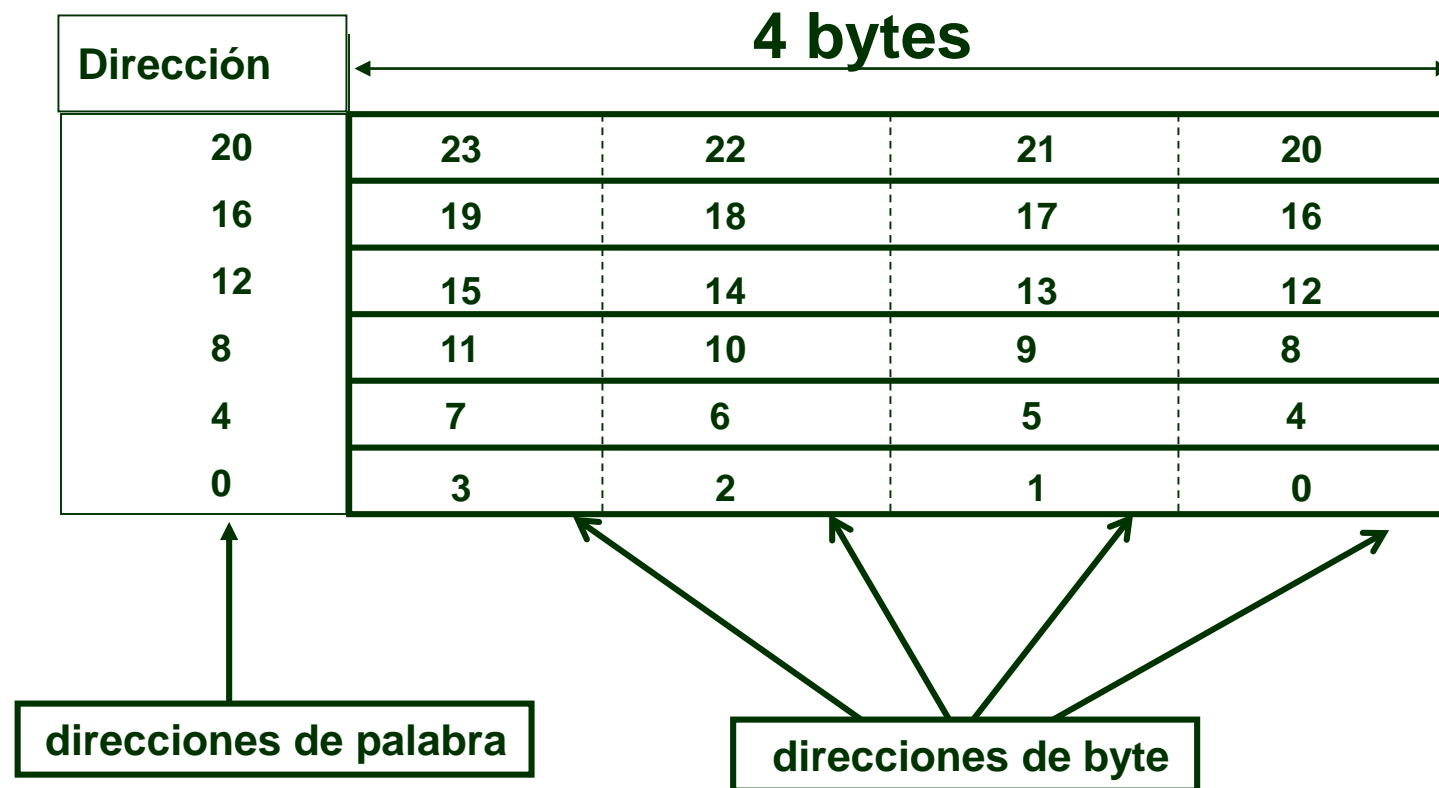 4 bytes
Dirección
20 23 22 21 20
16 19 18 17 16
12 15 14 13 12
8 11 10 9 8
4 7 6 5 4
0 3 2 1 0
direcciones de palabra
direcciones de byte